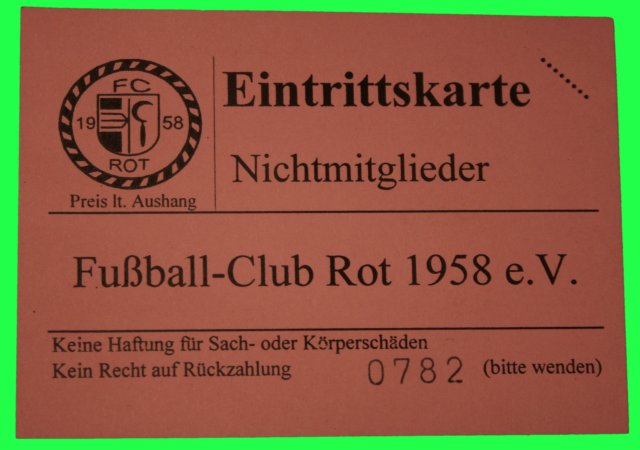 FC
19 58
ROT
Preis lt. Aushang
Eintrittskarte
Nichtmitglieder
Fußball-Club Rot 1958 e.V.
Keine Haftung für Sach- oder Körperschäden
Kein Recht auf Rückzahlung 0782 (bitte wenden)